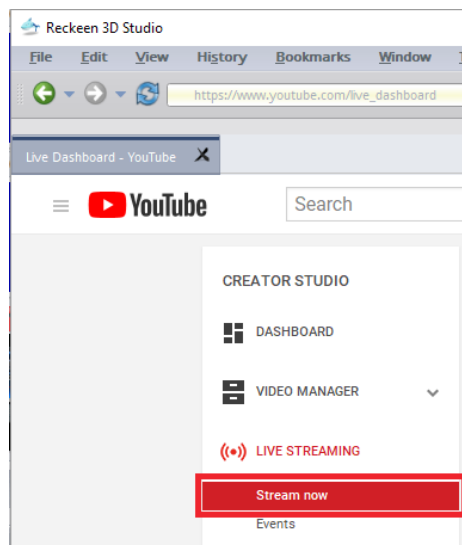 Reckeen 3D Studio
File Edit View History Bookmarks Window
https://www.youtube.com/live_dashboard
Live Dashboard - YouTube X
YouTube Search
CREATOR STUDIO
DASHBOARD
VIDEO MANAGER
LIVE STREAMING
Stream now
Events